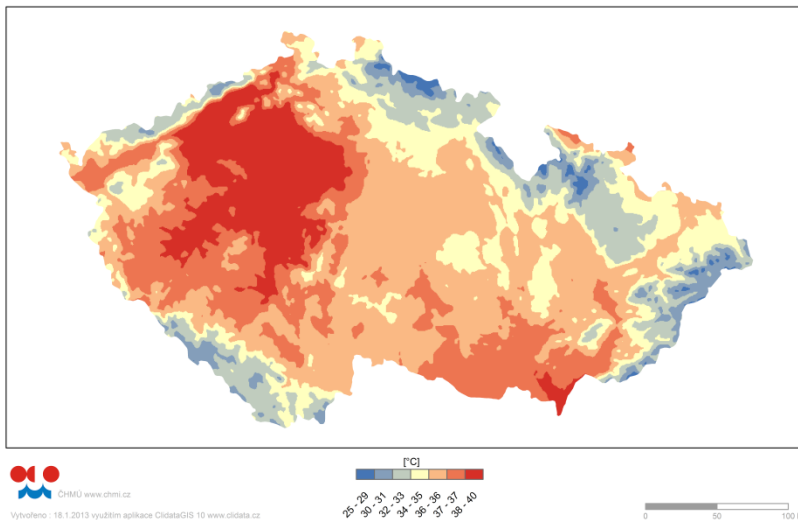 [°C]
25 - 29
30 - 31
32 - 33
34 - 35
36 - 36
37 - 37
38 - 40
ČHMÚ www.chmi.cz
Vytvořeno : 16.1.2013 využitím aplikace ClidataGIS 10 www.clidata.cz
0 50 100